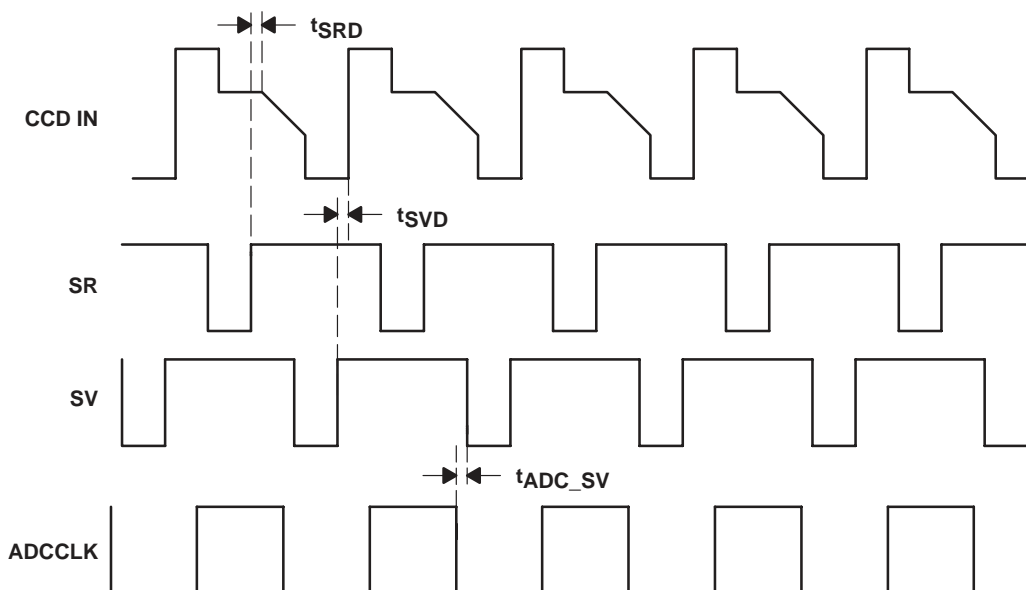 tSRD
CCD IN
tSVD
SR
SV
tADC_SV
ADCCLK